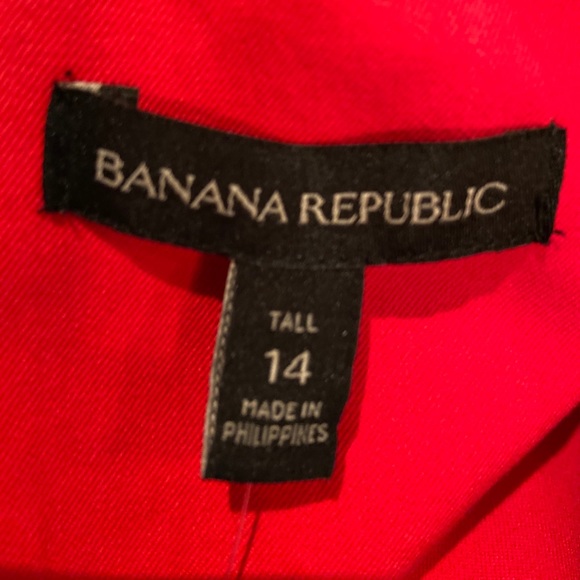 BANANA REPUBLIC
TALL
14
MADE IN
PHILIPPINES